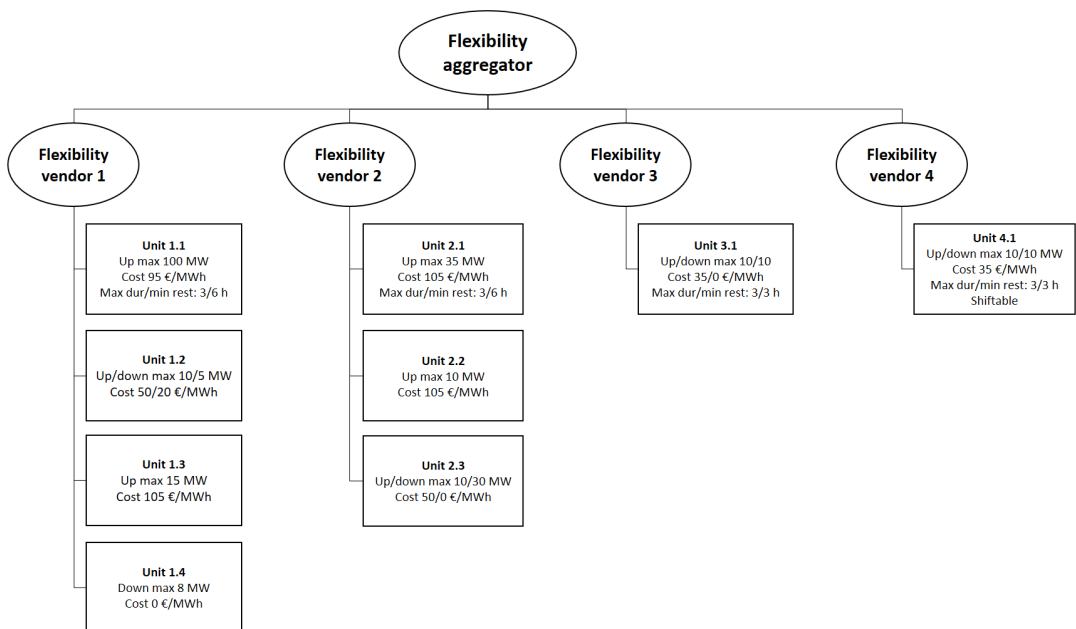 Flexibility
aggregator
Flexibility
vendor 1
Flexibility
vendor 2
Flexibility
vendor 3
Flexibility
vendor 4
Unit 1.1
Up max 100 MW
Cost 95 €/MWh
Max dur/min rest: 3/6 h
Unit 2.1
Up max 35 MW
Cost 105 €/MWh
Max dur/min rest: 3/6 h
Unit 3.1
Up/down max 10/10
Cost 35/0 €/MWh
Max dur/min rest: 3/3 h
Unit 4.1
Up/down max 10/10 MW
Cost 35 €/MWh
Max dur/min rest: 3/3 h
Shiftable
Unit 1.2
Up/down max 10/5 MW
Cost 50/20 €/MWh
Unit 2.2
Up max 10 MW
Cost 105 €/MWh
Unit 1.3
Up max 15 MW
Cost 105 €/MWh
Unit 2.3
Up/down max 10/30 MW
Cost 50/0 €/MWh
Unit 1.4
Down max 8 MW
Cost 0 €/MWh